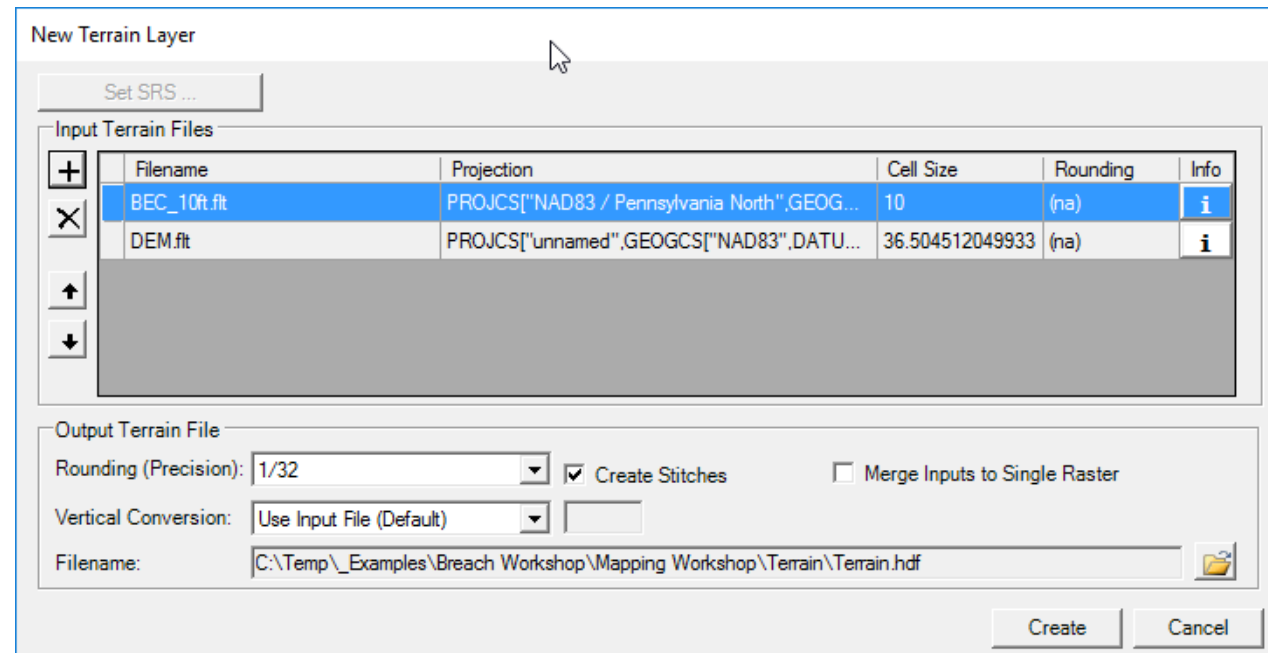 New Terrain Layer
Set SRS ...
Input Terrain Files
Filename Projection Cell Size Rounding Info
BEC_10ft.flt PROJCS["NAD83 / Pennsylvania North",GEOG... 10 (na) i
DEM.flt PROJCS["unnamed",GEOGCS["NAD83",DATU... 36.504512049933 (na) i
Output Terrain File
Rounding (Precision): 1/32 Create Stitches Merge Inputs to Single Raster
Vertical Conversion: Use Input File (Default)
Filename: C:\Temp\_Examples\Breach Workshop\Mapping Workshop\Terrain\Terrain.hdf
Create Cancel